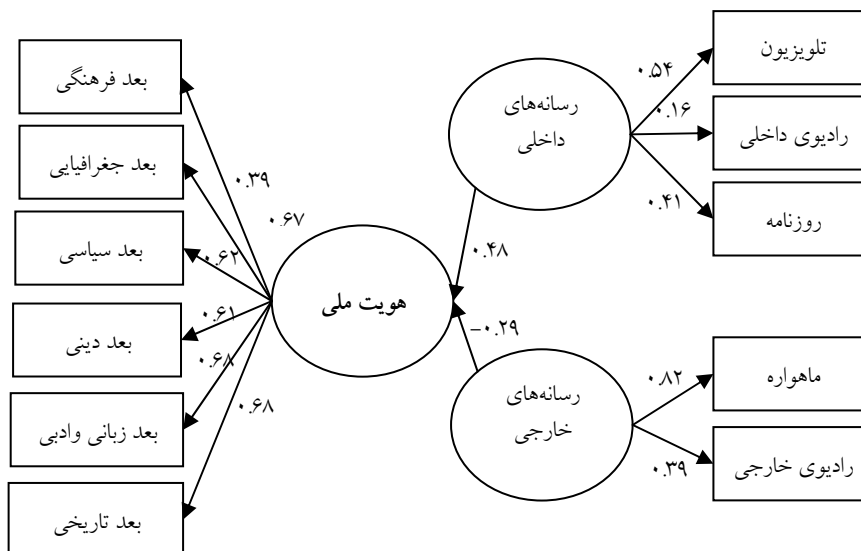 تلویزیون
۰.۵۴
رسانه‌های
داخلی
۰.۱۶
رادیوی داخلی
۰.۴۱
روزنامه
۰.۴۸
بعد فرهنگی
۰.۳۹
بعد جغرافیایی
۰.۶۷
بعد سیاسی
۰.۶۲
هویت ملی
بعد دینی
۰.۶۱
بعد زبانی وادبی
۰.۶۸
بعد تاریخی
۰.۶۸
−۰.۲۹
رسانه‌های
خارجی
۰.۸۲
ماهواره
۰.۳۹
رادیوی خارجی